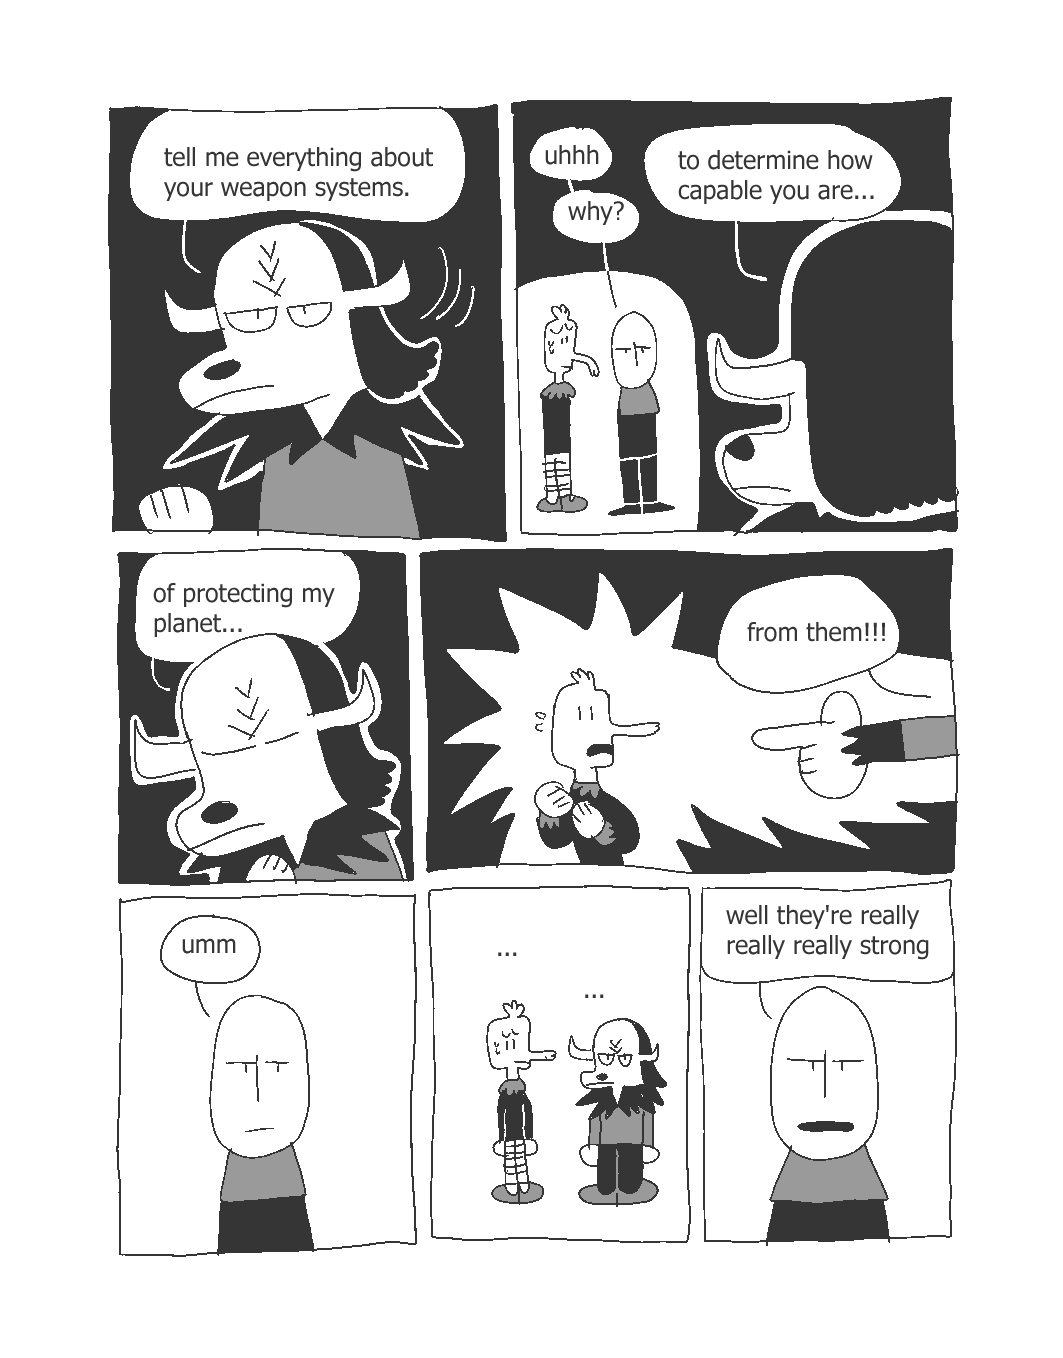 tell me everything about
your weapon systems.
uhhh
why?
to determine how
capable you are...
of protecting my
planet...
from them!!!
umm
...
...
well they're really
really really strong